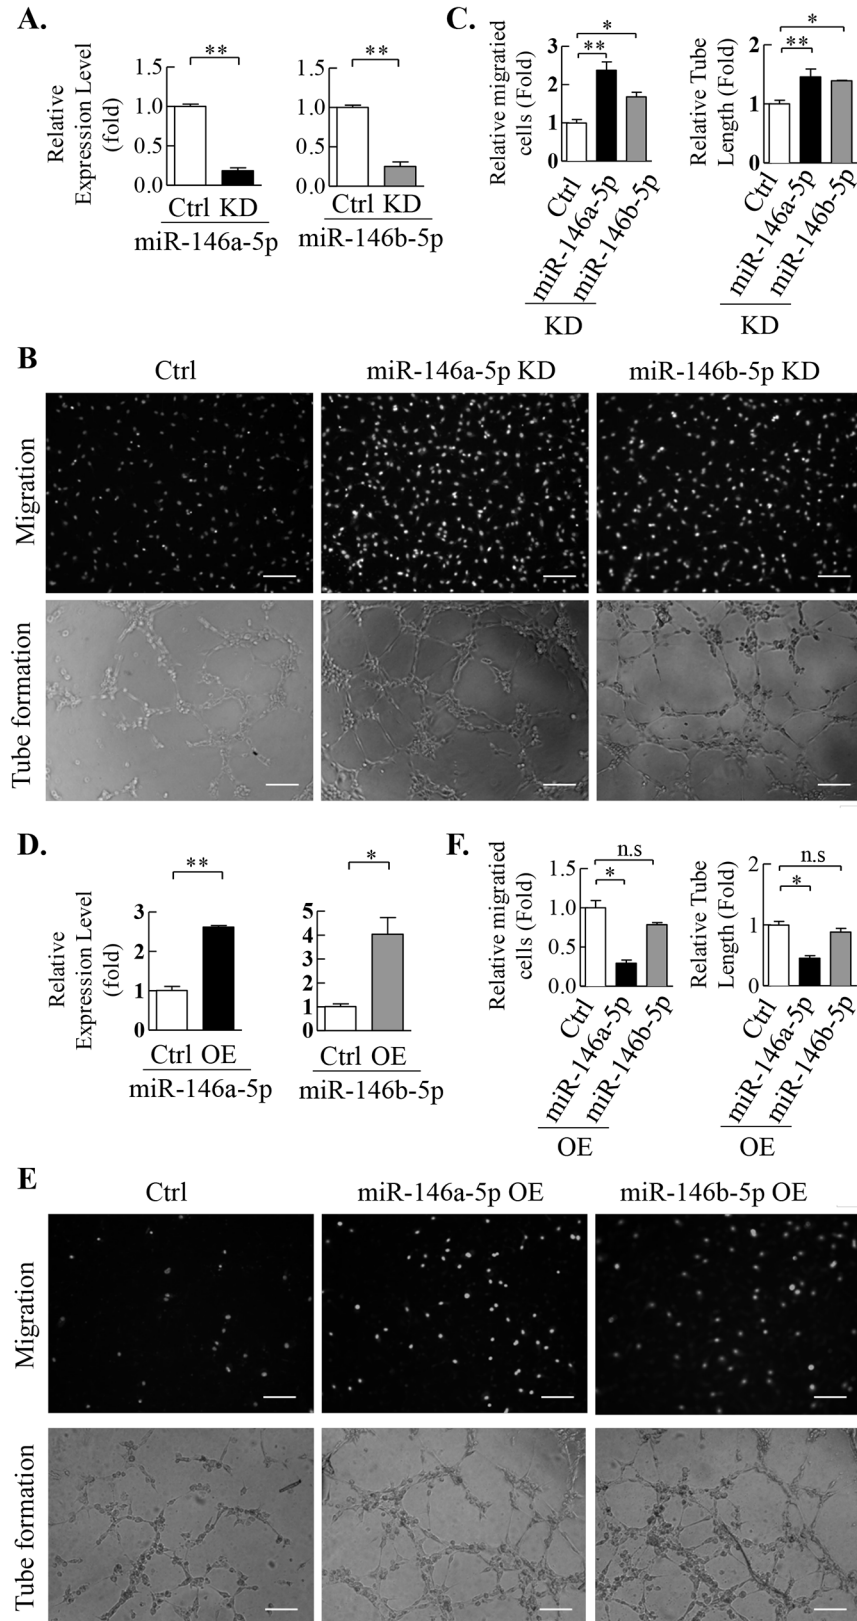 A.
Relative
Expression Level
(fold)
**
1.5
1.0
0.5
0.0
Ctrl KD
miR-146a-5p
**
1.5
1.0
0.5
0.0
Ctrl KD
miR-146b-5p
C.
Relative migratied
cells (Fold)
*
**
3
2
1
0
Ctrl
miR-146a-5p
miR-146b-5p
KD
Relative Tube
Length (Fold)
*
**
2
1
0
Ctrl
miR-146a-5p
miR-146b-5p
KD
B
Ctrl
miR-146a-5p KD
miR-146b-5p KD
Migration
Tube formation
D.
Relative
Expression Level
(fold)
**
3
2
1
0
Ctrl OE
miR-146a-5p
*
5
4
3
2
1
0
Ctrl OE
miR-146b-5p
F.
Relative migratied
cells (Fold)
n.s
*
1.5
1.0
0.5
0.0
Ctrl
miR-146a-5p
miR-146b-5p
OE
Relative Tube
Length (Fold)
n.s
*
2
1
0
Ctrl
miR-146a-5p
miR-146b-5p
OE
E
Ctrl
miR-146a-5p OE
miR-146b-5p OE
Migration
Tube formation